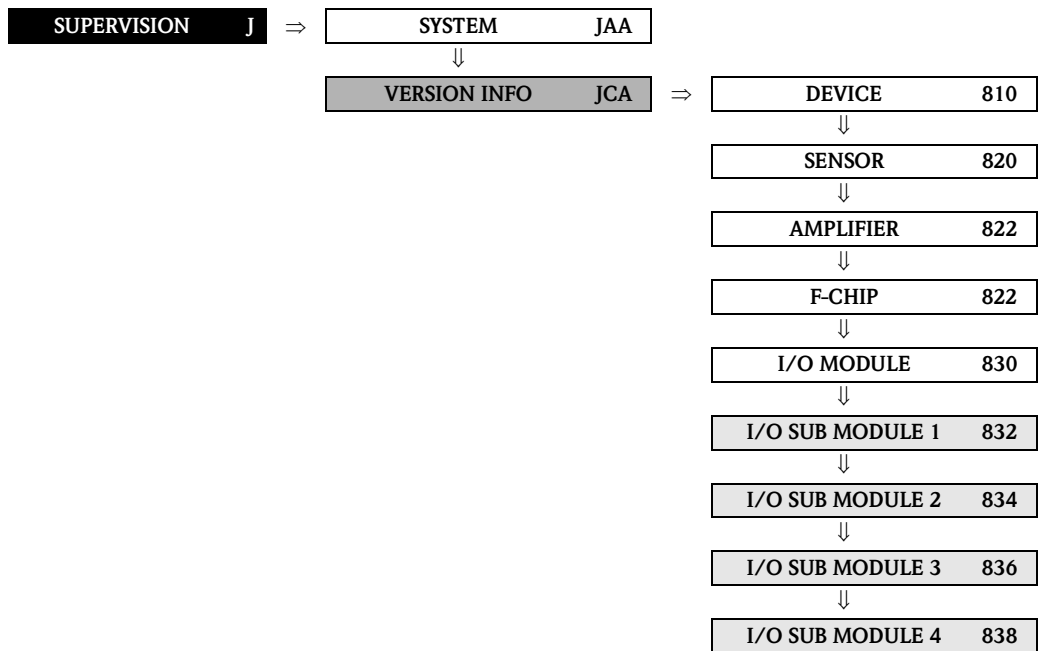 SUPERVISION J ⇒ SYSTEM JAA
⇓
VERSION INFO JCA ⇒ DEVICE 810
⇓
SENSOR 820
⇓
AMPLIFIER 822
⇓
F-CHIP 822
⇓
I/O MODULE 830
⇓
I/O SUB MODULE 1 832
⇓
I/O SUB MODULE 2 834
⇓
I/O SUB MODULE 3 836
⇓
I/O SUB MODULE 4 838